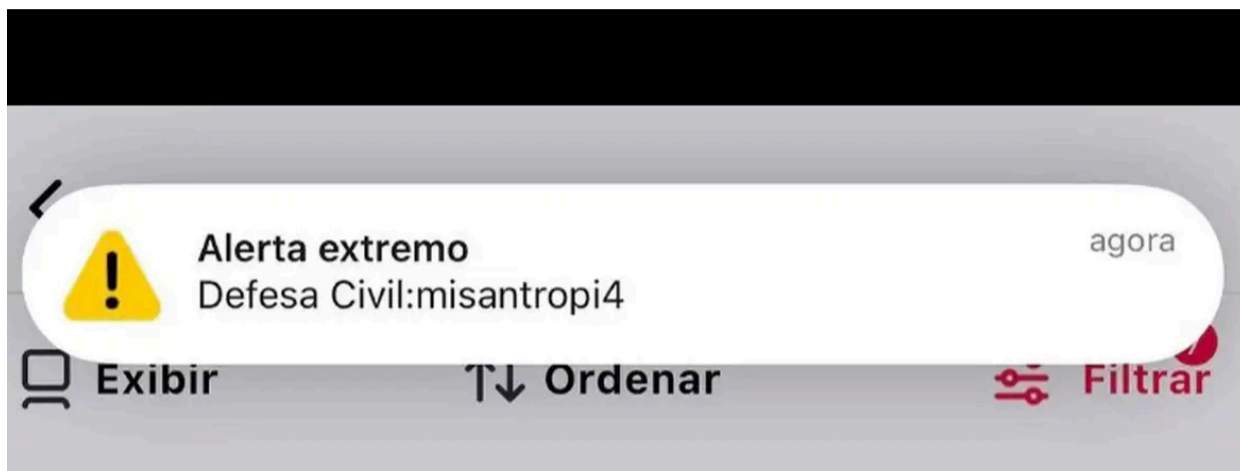 Alerta extremo
agora
Defesa Civil:misantropi4
Exibir
Ordenar
Filtrar